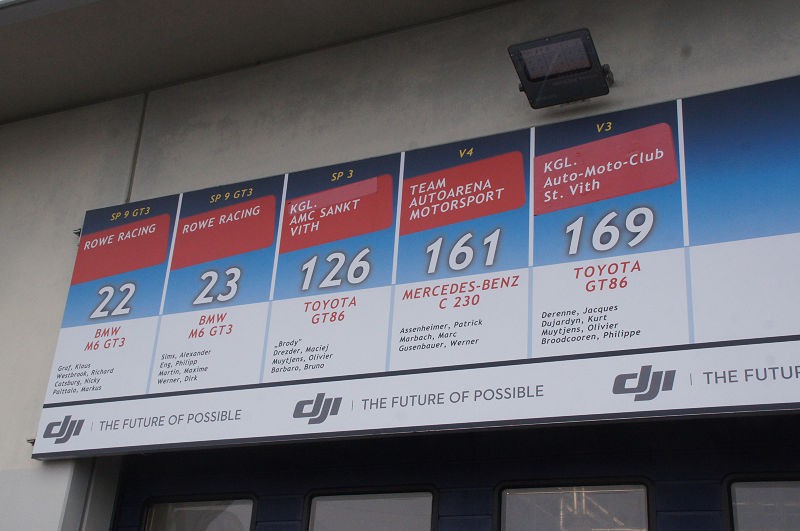 SP 9 GT3
ROWE RACING
22
BMW
M6 GT3
Graf, Klaus
Westbrook, Richard
Catsburg, Nicky
Palttala, Markus
SP 9 GT3
ROWE RACING
23
BMW
M6 GT3
Sims, Alexander
Eng, Philipp
Martin, Maxime
Werner, Dirk
SP 3
KGL.
AMC SANKT
VITH
126
TOYOTA
GT86
„Brody"
Drezder, Maciej
Muytjens, Olivier
Barbaro, Bruno
V4
TEAM
AUTOARENA
MOTORSPORT
161
MERCEDES-BENZ
C 230
Assenheimer, Patrick
Marbach, Marc
Gusenbauer, Werner
V3
KGL.
Auto-Moto-Club
St. Vith
169
TOYOTA
GT86
Derenne, Jacques
Dujardyn, Kurt
Muytjens, Olivier
Broodcooren, Philippe
dji | THE FUTURE OF POSSIBLE
dji | THE FUTURE OF POSSIBLE
dji | THE FUTUR